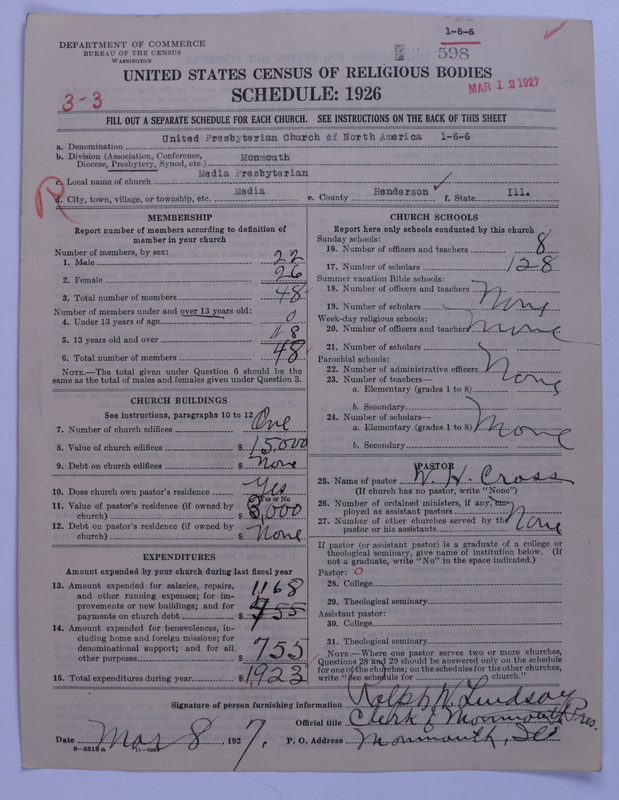 1-6-6
DEPARTMENT OF COMMERCE
BUREAU OF THE CENSUS
WASHINGTON
598
UNITED STATES CENSUS OF RELIGIOUS BODIES
MAR 12 1927
3-3
SCHEDULE: 1926
FILL OUT A SEPARATE SCHEDULE FOR EACH CHURCH. SEE INSTRUCTIONS ON THE BACK OF THIS SHEET
a. Denomination United Presbyterian Church of North America 1-6-6
b. Division (Association, Conference, Diocese, Presbytery, Synod, etc.) Monmouth
c. Local name of church Media Presbyterian
R
d. City, town, village, or township, etc. Media e. County Henderson f. State Ill.
MEMBERSHIP
Report number of members according to definition of
member in your church
Number of members, by sex:
1. Male 22
2. Female 26
3. Total number of members 48
Number of members under and over 13 years old:
4. Under 13 years of age 0
5. 13 years old and over 48
6. Total number of members 48
NOTE.—The total given under Question 6 should be the
same as the total of males and females given under Question 3.
CHURCH BUILDINGS
See instructions, paragraphs 10 to 12
7. Number of church edifices One
8. Value of church edifices $ 15,000
9. Debt on church edifices $ None
10. Does church own pastor's residence Yes
Yes or No
11. Value of pastor's residence (if owned by
church) $ 3,000
12. Debt on pastor's residence (if owned by
church) $ None
EXPENDITURES
Amount expended by your church during last fiscal year
13. Amount expended for salaries, repairs,
and other running expenses; for im-
provements or new buildings; and for
payments on church debt $ 1168
755
14. Amount expended for benevolences, in-
cluding home and foreign missions; for
denominational support; and for all
other purposes $ 755
15. Total expenditures during year $ 1923
CHURCH SCHOOLS
Report here only schools conducted by this church
Sunday schools:
16. Number of officers and teachers 8
17. Number of scholars 128
Summer vacation Bible schools:
18. Number of officers and teachers None
19. Number of scholars
Week-day religious schools:
20. Number of officers and teachers None
21. Number of scholars
Parochial schools:
22. Number of administrative officers None
23. Number of teachers—
a. Elementary (grades 1 to 8)
b. Secondary
24. Number of scholars—
a. Elementary (grades 1 to 8) None
b. Secondary
PASTOR
25. Name of pastor W. H. Cross
(If church has no pastor, write "None")
26. Number of ordained ministers, if any, em-
ployed as assistant pastors None
27. Number of other churches served by the
pastor or his assistants
If pastor (or assistant pastor) is a graduate of a college or
theological seminary, give name of institution below. (If
not a graduate, write "No" in the space indicated.)
Pastor: O
28. College
29. Theological seminary
Assistant pastor:
30. College
31. Theological seminary
NOTE.—Where one pastor serves two or more churches,
Questions 28 and 29 should be answered only on the schedule
for one of the churches; on the schedules for the other churches,
write "See schedule for church."
Signature of person furnishing information Ralph W. Lindsay
Official title Clerk of Monmouth Pres.
Date Mar 8, 1927. P. O. Address Monmouth, Ill
8—5518a